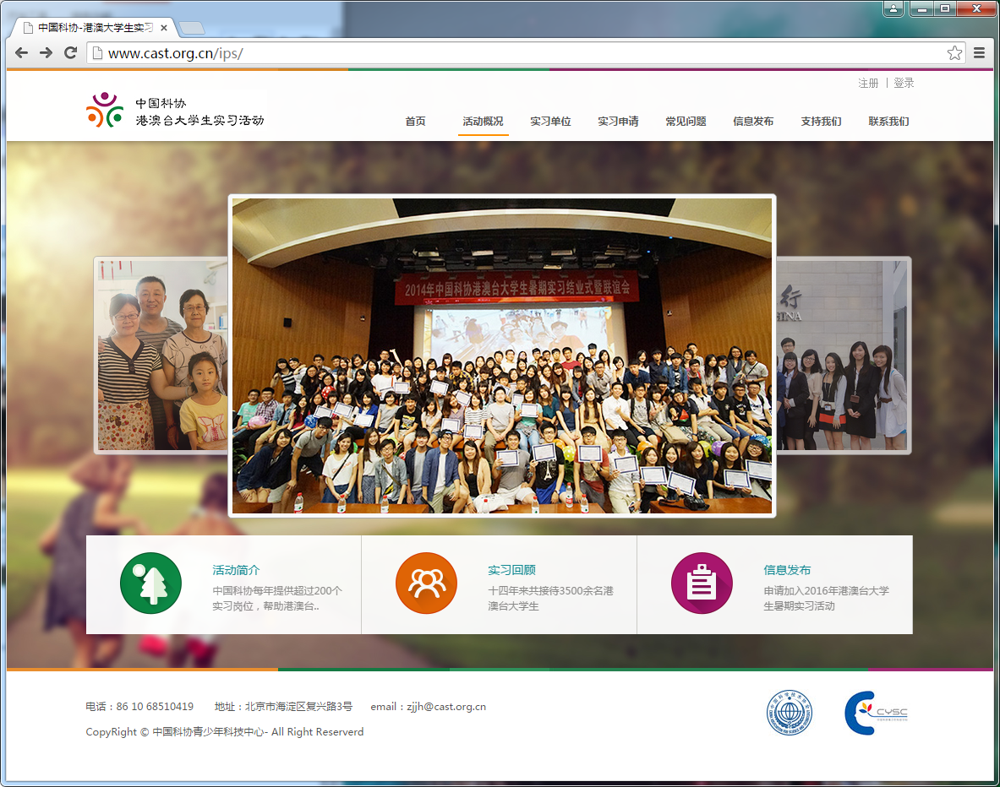 中国科协-港澳大学生实习
www.cast.org.cn/ips/
注册 | 登录
中国科协
港澳台大学生实习活动
首页 活动概况 实习单位 实习申请 常见问题 信息发布 支持我们 联系我们
2014年中国科协港澳台大学生暑期实习结业式暨联谊会
行
GINA
活动简介
中国科协每年提供超过200个
实习岗位，帮助港澳台..
实习回顾
十四年来共接待3500余名港
澳台大学生
信息发布
申请加入2016年港澳台大学
生暑期实习活动
电话：86 10 68510419 地址：北京市海淀区复兴路3号 email：zjjh@cast.org.cn
CopyRight © 中国科协青少年科技中心- All Right Reserverd
CYSC